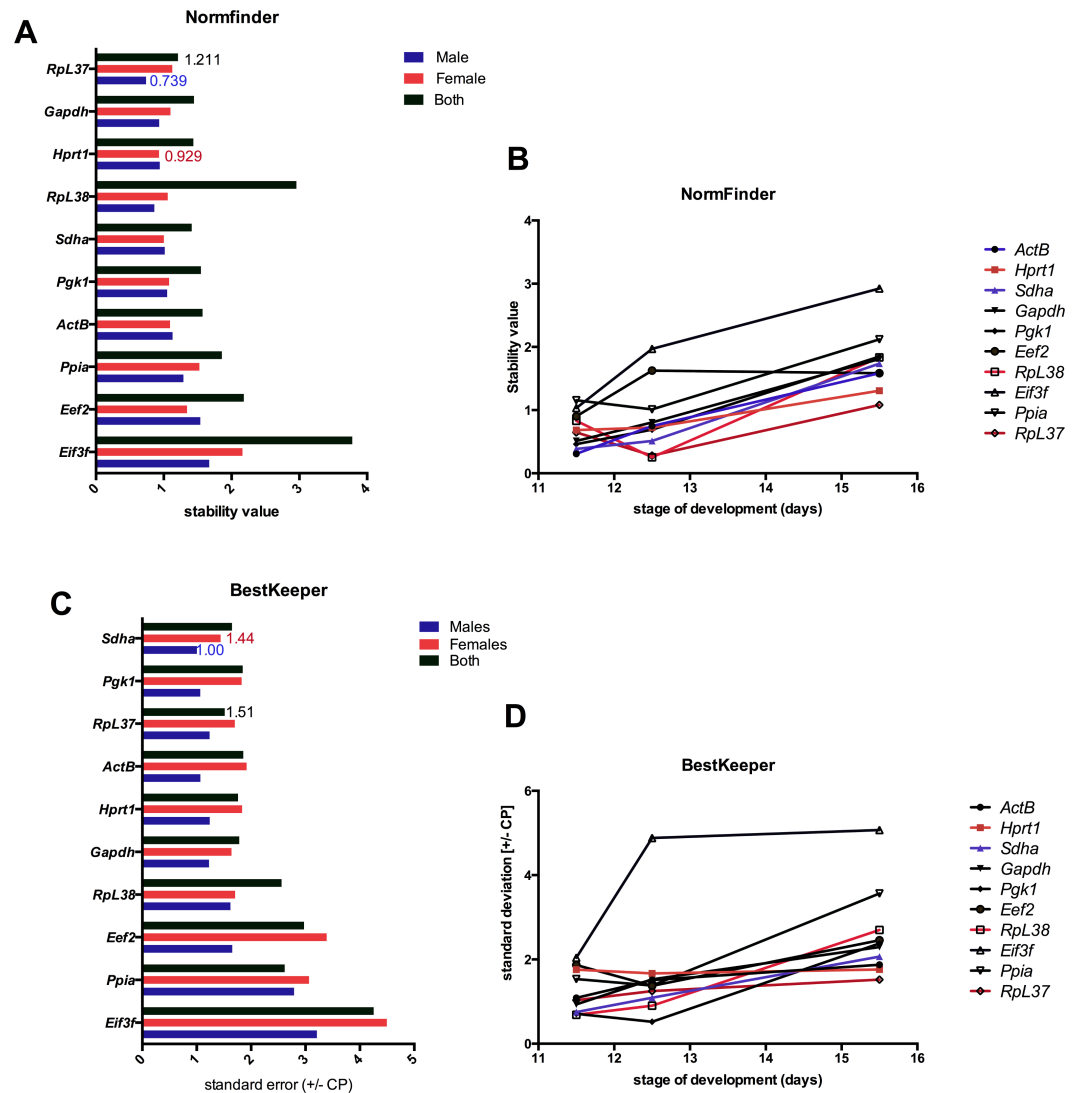 A
Normfinder
RpL37
Gapdh
Hprt1
RpL38
Sdha
Pgk1
ActB
Ppia
Eef2
Eif3f
1.211
0.739
0.929
0 1 2 3 4
stability value
Male
Female
Both
B
NormFinder
Stability value
4
3
2
1
0
11 12 13 14 15 16
stage of development (days)
ActB
Hprt1
Sdha
Gapdh
Pgk1
Eef2
RpL38
Eif3f
Ppia
RpL37
C
BestKeeper
Sdha
Pgk1
RpL37
ActB
Hprt1
Gapdh
RpL38
Eef2
Ppia
Eif3f
1.44
1.00
1.51
0 1 2 3 4 5
standard error (+/- CP)
Males
Females
Both
D
BestKeeper
standard deviation [+/- CP]
6
4
2
0
11 12 13 14 15 16
stage of development (days)
ActB
Hprt1
Sdha
Gapdh
Pgk1
Eef2
RpL38
Eif3f
Ppia
RpL37